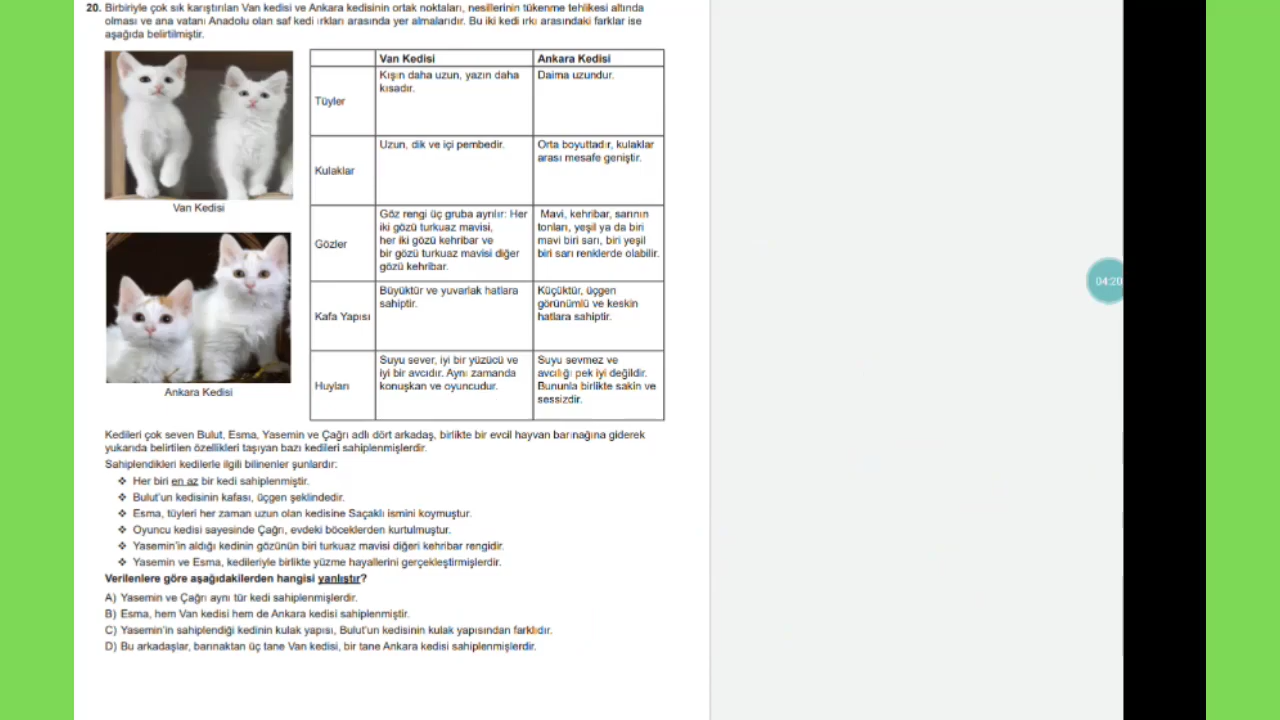 20. Birbiriyle çok sık karıştırılan Van kedisi ve Ankara kedisinin ortak noktaları, nesillerinin tükenme tehlikesi altında
olması ve ana vatanı Anadolu olan saf kedi ırkları arasında yer almalarıdır. Bu iki kedi ırkı arasındaki farklar ise
aşağıda belirtilmiştir.
Van Kedisi
Ankara Kedisi
Tüyler
Kışın daha uzun, yazın daha
kısadır.
Daima uzundur.
Kulaklar
Uzun, dik ve içi pembedir.
Orta boyuttadır, kulaklar
arası mesafe geniştir.
Van Kedisi
Gözler
Göz rengi üç gruba ayrılır: Her
iki gözü turkuaz mavisi,
her iki gözü kehribar ve
bir gözü turkuaz mavisi diğer
gözü kehribar.
Mavi, kehribar, sarının
tonları, yeşil ya da biri
mavi biri sarı, biri yeşil
biri sarı renklerde olabilir.
Kafa Yapısı
Büyüktür ve yuvarlak hatlara
sahiptir.
Küçüktür, üçgen
görünümlü ve keskin
hatlara sahiptir.
Huyları
Suyu sever, iyi bir yüzücü ve
iyi bir avcıdır. Aynı zamanda
konuşkan ve oyuncudur.
Suyu sevmez ve
avcılığı pek iyi değildir.
Bununla birlikte sakin ve
sessizdir.
Ankara Kedisi
Kedileri çok seven Bulut, Esma, Yasemin ve Çağrı adlı dört arkadaş, birlikte bir evcil hayvan barınağına giderek
yukarıda belirtilen özellikleri taşıyan bazı kedileri sahiplenmişlerdir.
Sahiplendikleri kedilerle ilgili bilinenler şunlardır:
❖ Her biri en az bir kedi sahiplenmiştir.
❖ Bulut'un kedisinin kafası, üçgen şeklindedir.
❖ Esma, tüyleri her zaman uzun olan kedisine Saçaklı ismini koymuştur.
❖ Oyuncu kedisi sayesinde Çağrı, evdeki böceklerden kurtulmuştur.
❖ Yasemin'in aldığı kedinin gözünün biri turkuaz mavisi diğeri kehribar rengidir.
❖ Yasemin ve Esma, kedileriyle birlikte yüzme hayallerini gerçekleştirmişlerdir.
Verilenlere göre aşağıdakilerden hangisi yanlıştır?
A) Yasemin ve Çağrı aynı tür kedi sahiplenmişlerdir.
B) Esma, hem Van kedisi hem de Ankara kedisi sahiplenmiştir.
C) Yasemin'in sahiplendiği kedinin kulak yapısı, Bulut'un kedisinin kulak yapısından farklıdır.
D) Bu arkadaşlar, barınaktan üç tane Van kedisi, bir tane Ankara kedisi sahiplenmişlerdir.
04:20